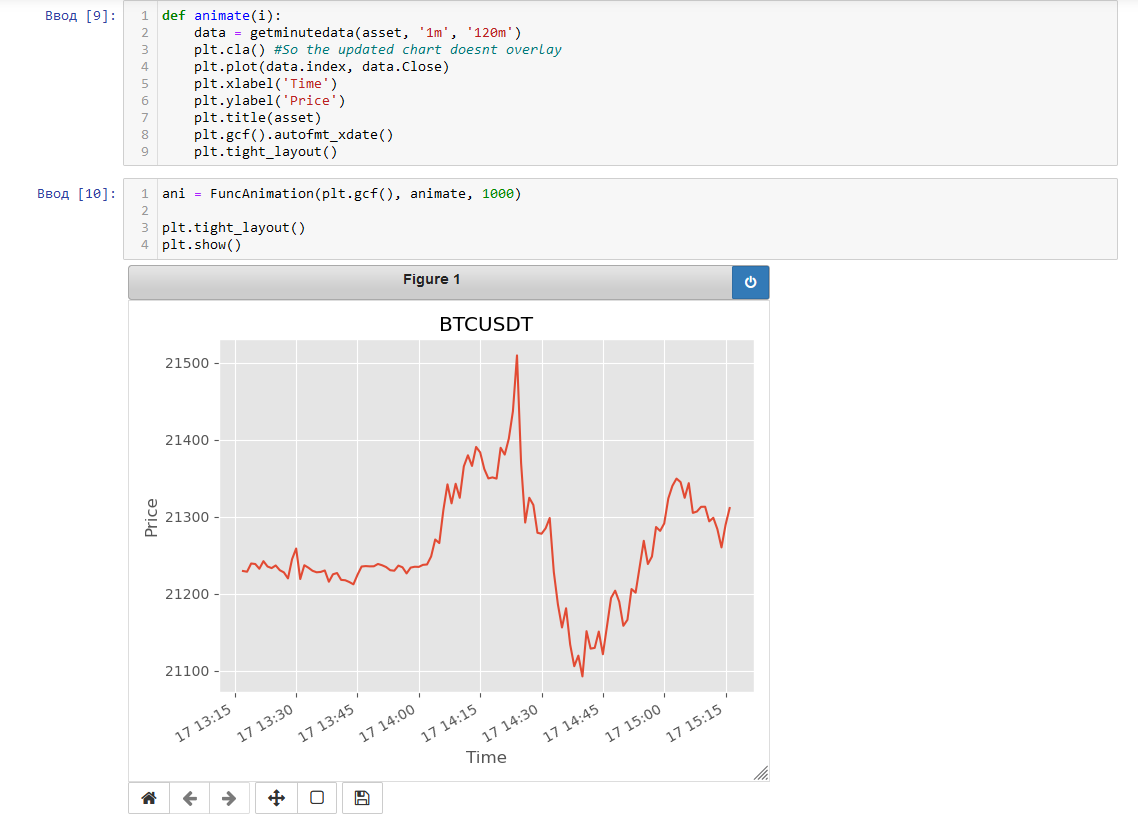 Ввод [9]:
1 def animate(i):
2     data = getminutedata(asset, '1m', '120m')
3     plt.cla() #So the updated chart doesnt overlay
4     plt.plot(data.index, data.Close)
5     plt.xlabel('Time')
6     plt.ylabel('Price')
7     plt.title(asset)
8     plt.gcf().autofmt_xdate()
9     plt.tight_layout()
Ввод [10]:
1 ani = FuncAnimation(plt.gcf(), animate, 1000)
2
3 plt.tight_layout()
4 plt.show()
Figure 1
BTCUSDT
21500
21400
21300
21200
21100
Price
17 13:15
17 13:30
17 13:45
17 14:00
17 14:15
17 14:30
17 14:45
17 15:00
17 15:15
Time